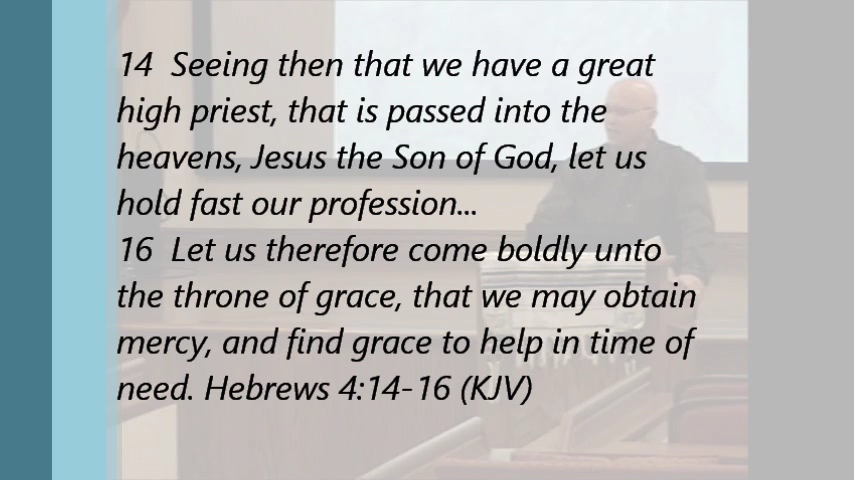 14 Seeing then that we have a great
high priest, that is passed into the
heavens, Jesus the Son of God, let us
hold fast our profession...
16 Let us therefore come boldly unto
the throne of grace, that we may obtain
mercy, and find grace to help in time of
need. Hebrews 4:14-16 (KJV)